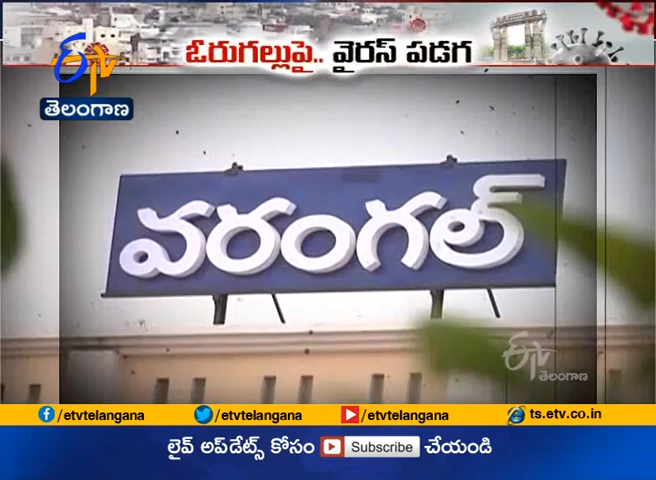 ఓరుగల్లుపై.. వైరస్ పడగ
ETV
తెలంగాణ
వరంగల్
ETV తెలంగాణ
/etvtelangana /etvtelangana /etvtelangana ts.etv.co.in
లైవ్ అప్‌డేట్స్ కోసం Subscribe చేయండి